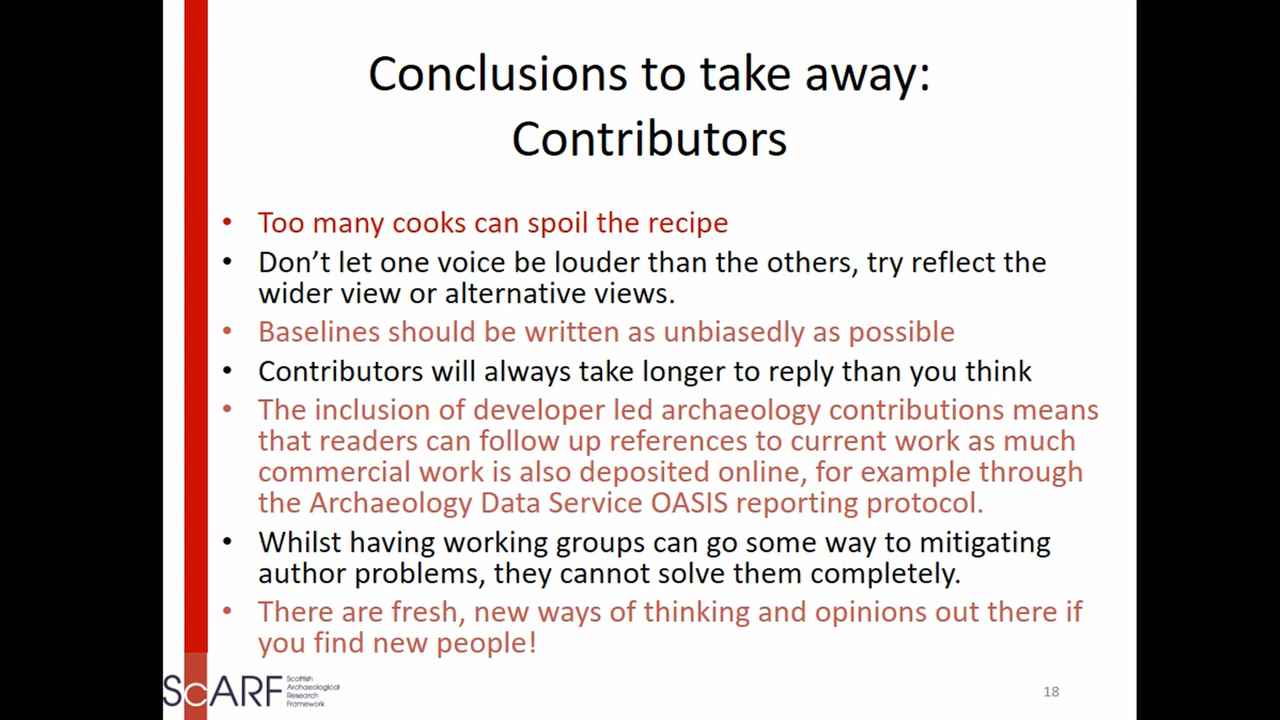 Conclusions to take away:
Contributors
• Too many cooks can spoil the recipe
• Don’t let one voice be louder than the others, try reflect the
wider view or alternative views.
• Baselines should be written as unbiasedly as possible
• Contributors will always take longer to reply than you think
• The inclusion of developer led archaeology contributions means
that readers can follow up references to current work as much
commercial work is also deposited online, for example through
the Archaeology Data Service OASIS reporting protocol.
• Whilst having working groups can go some way to mitigating
author problems, they cannot solve them completely.
• There are fresh, new ways of thinking and opinions out there if
you find new people!
ScARF
Scottish
Archaeological
Research
Framework
18